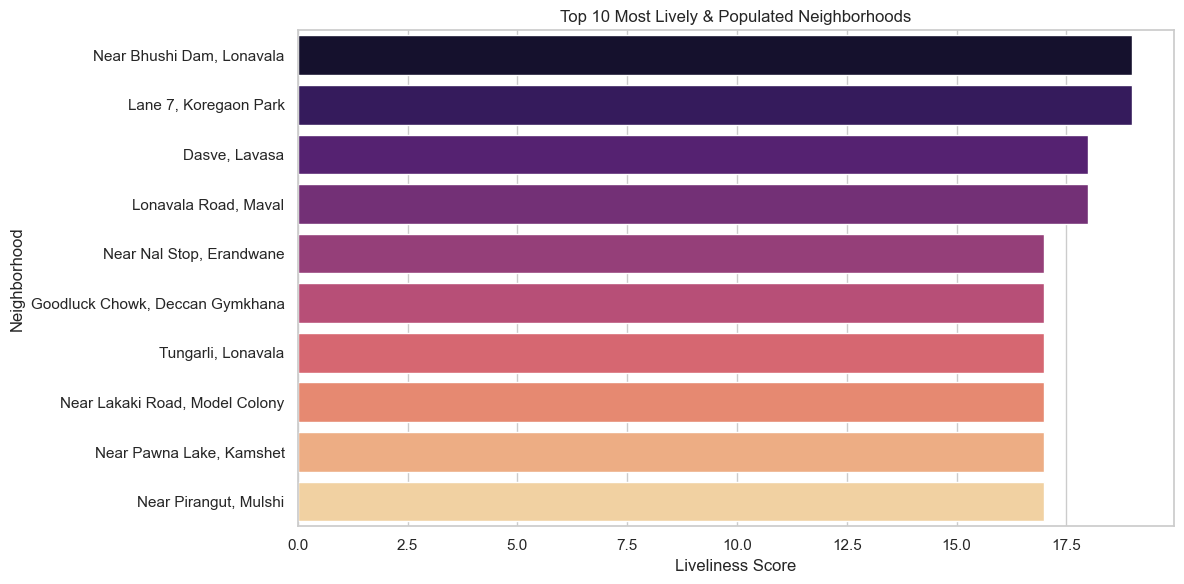 Top 10 Most Lively & Populated Neighborhoods
Neighborhood
Near Bhushi Dam, Lonavala
Lane 7, Koregaon Park
Dasve, Lavasa
Lonavala Road, Maval
Near Nal Stop, Erandwane
Goodluck Chowk, Deccan Gymkhana
Tungarli, Lonavala
Near Lakaki Road, Model Colony
Near Pawna Lake, Kamshet
Near Pirangut, Mulshi
0.0 2.5 5.0 7.5 10.0 12.5 15.0 17.5
Liveliness Score